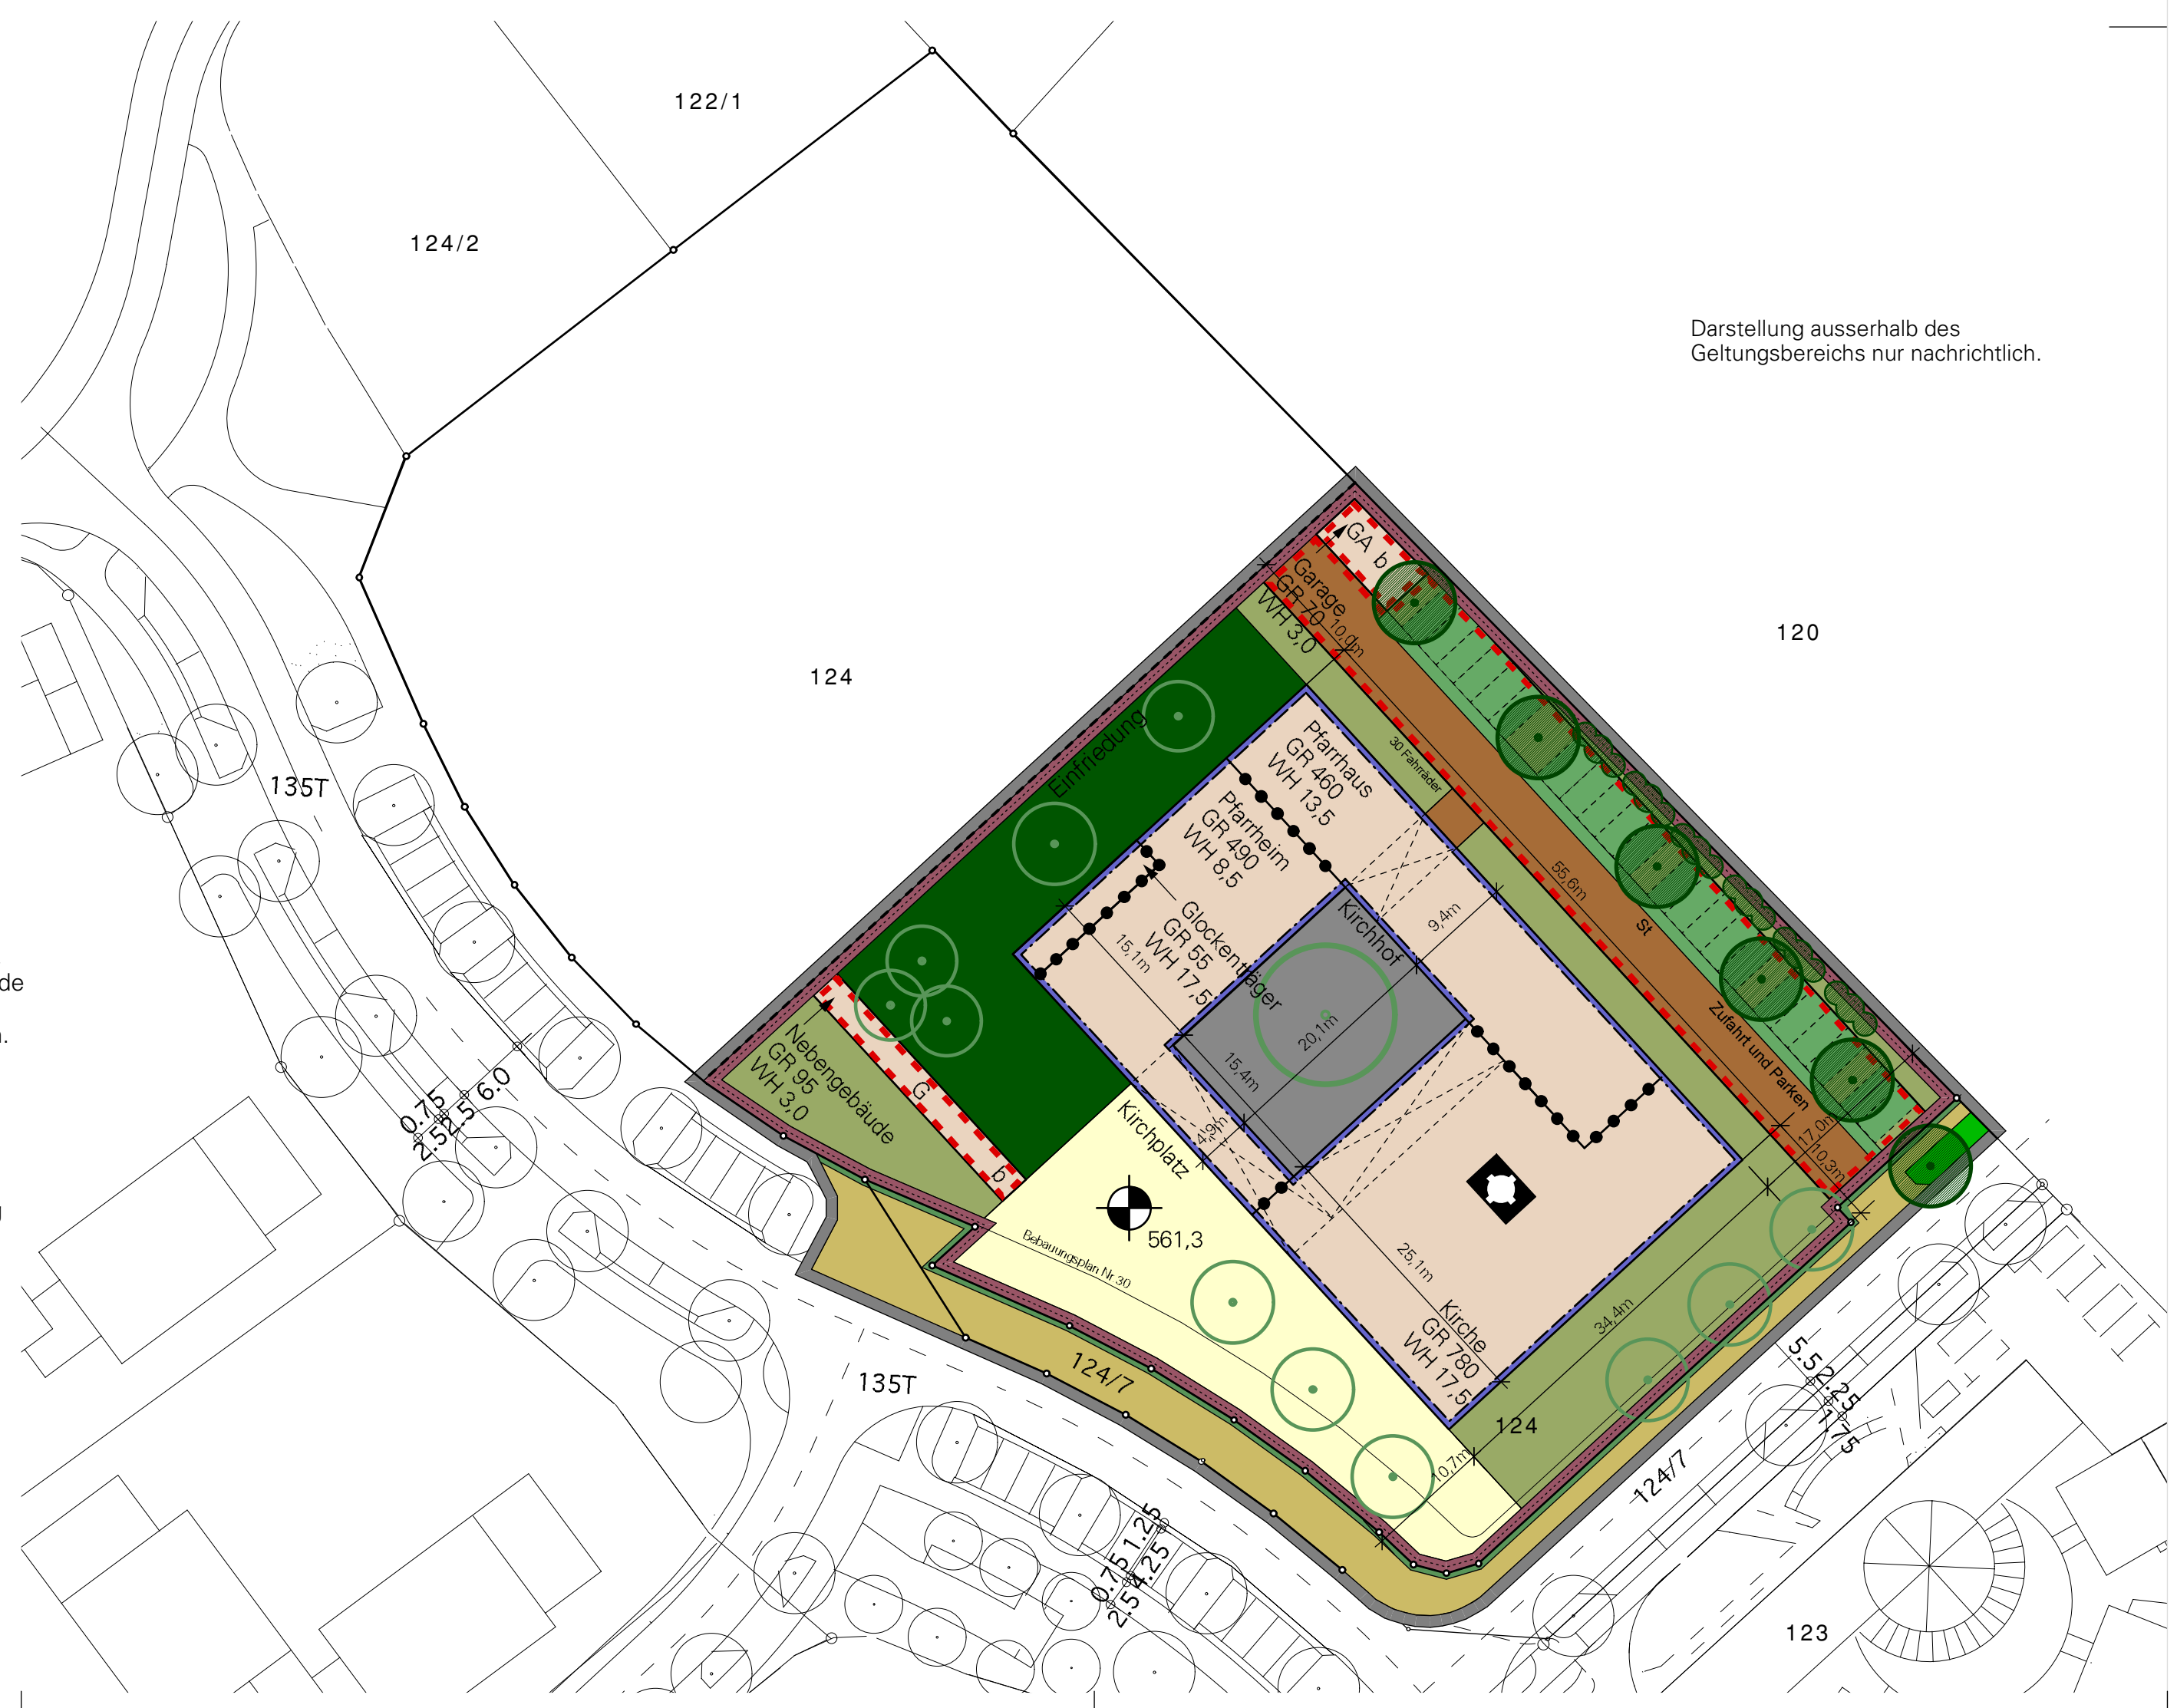 122/1
124/2
Darstellung ausserhalb des
Geltungsbereichs nur nachrichtlich.
120
124
GA b
Garage
GR 70
WH 3,0
10,0m
Einfriedung
30 Fahrräder
Pfarrhaus
GR 460
WH 13,5
Pfarrheim
GR 490
WH 8,5
Glockenträger
GR 55
WH 17,5
Kirchhof
9,4m
15,1m
20,1m
15,4m
4,9m
55,6m
St
Zufahrt und Parken
17,0m
10,3m
135T
de
0.75
2.5
2.5
6.0
Nebengebäude
GR 95
WH 3,0
G
b
Kirchplatz
561,3
Bebauungsplan Nr.30
25,1m
34,4m
Kirche
GR 780
WH 17,5
124
10,7m
124/7
135T
5.5
2.25
1.75
124/7
1.25
0.75
4.25
2.5
123